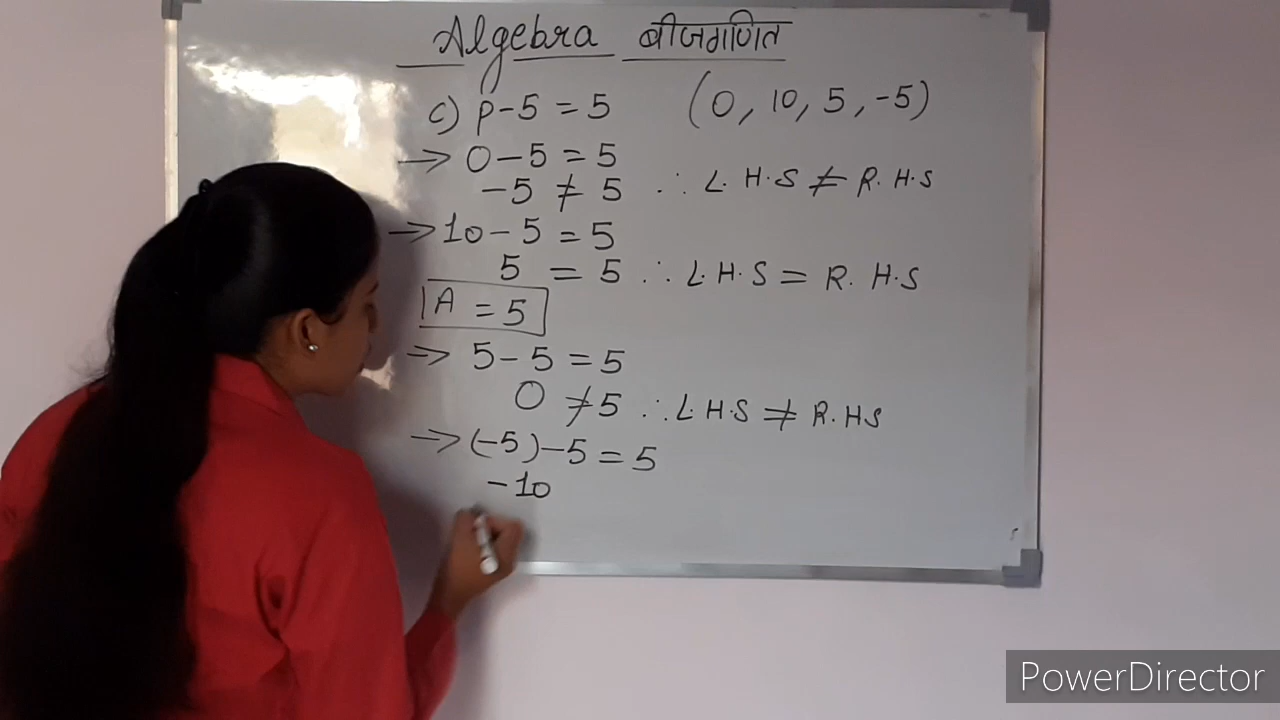 Algebra बीजगणित
c) p-5 = 5 (0, 10, 5, -5)
→ 0-5 = 5
-5 ≠ 5 ∴ L.H.S ≠ R.H.S
→ 10-5 = 5
5 = 5 ∴ L.H.S = R.H.S
A = 5
→ 5-5 = 5
0 ≠ 5 ∴ L.H.S ≠ R.HS
→ (-5)-5 = 5
-10
PowerDirector